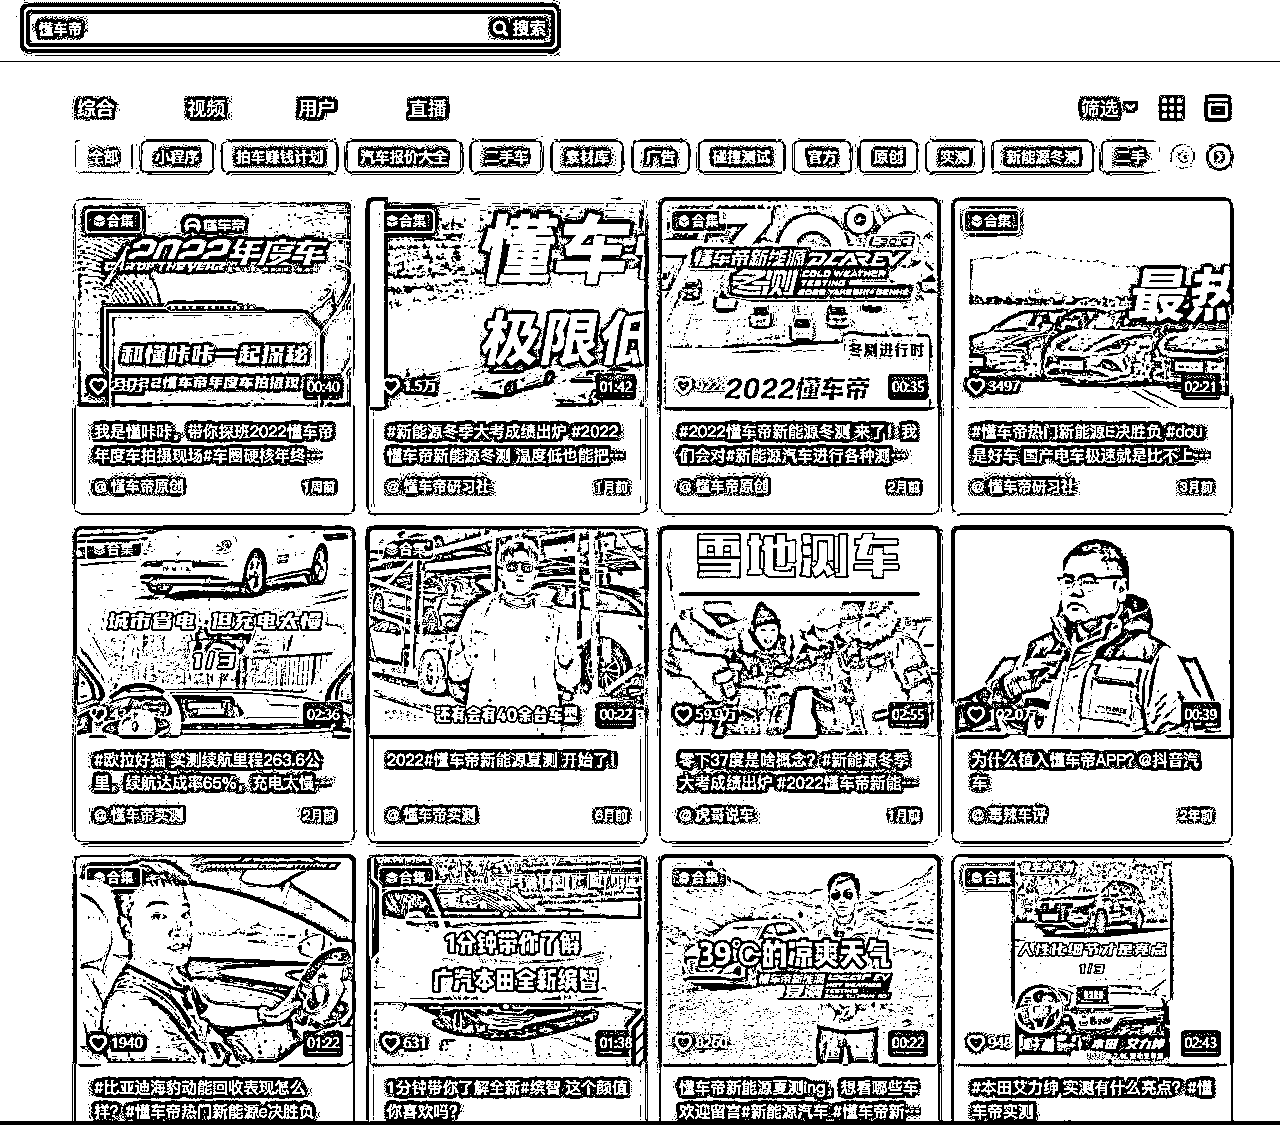 懂车帝
搜索
综合
视频
用户
直播
筛选
全部
小程序
拍车赚钱计划
汽车报价大全
二手车
素材库
广告
碰撞测试
官方
原创
实测
新能源冬测
二手
合集
懂车帝
2022年度车
CAR OF THE YEAR
和懂咔咔一起探秘
2022懂车帝年度车拍摄现
00:40
我是懂咔咔，带你探班2022懂车帝
年度车拍摄现场#车圈硬核年终…
@ 懂车帝原创
1周前
合集
懂车
极限低
1.5万
01:42
#新能源冬季大考成绩出炉 #2022
懂车帝新能源冬测 温度低也能把…
@ 懂车帝研习社
1月前
合集
懂车帝新能源
冬测
COLD WEATHER
TESTING
冬测进行时
2022懂车帝
00:35
#2022懂车帝新能源冬测 来了！我
们会对#新能源汽车进行各种测…
@ 懂车帝原创
2月前
合集
最热
3497
02:21
#懂车帝热门新能源E决胜负 #dou
是好车 国产电车极速就是比不上…
@ 懂车帝研习社
3月前
合集
城市省电 但充电太慢
1/3
02:36
#欧拉好猫 实测续航里程263.6公
里，续航达成率65%，充电太慢…
@ 懂车帝实测
2月前
合集
还有会有40余台车型
00:22
2022#懂车帝新能源夏测 开始了！
@ 懂车帝实测
6月前
雪地测车
59.9万
02:55
零下37度是啥概念？#新能源冬季
大考成绩出炉 #2022懂车帝新能…
@ 虎哥说车
1月前
00:39
为什么植入懂车帝APP？@抖音汽
车
@ 毒辣车评
2年前
合集
1940
01:22
#比亚迪海豹动能回收表现怎么
样？#懂车帝热门新能源e决胜负
合集
1分钟带你了解
广汽本田全新缤智
631
01:36
1分钟带你了解全新#缤智 这个颜值
你喜欢吗？
合集
39℃的凉爽天气
夏测
00:22
懂车帝新能源夏测ing，想看哪些车
欢迎留言#新能源汽车 #懂车帝新…
合集
人性化细节才是亮点
1/3
本田 艾力绅
648
02:43
#本田艾力绅 实测有什么亮点？#懂
车帝实测